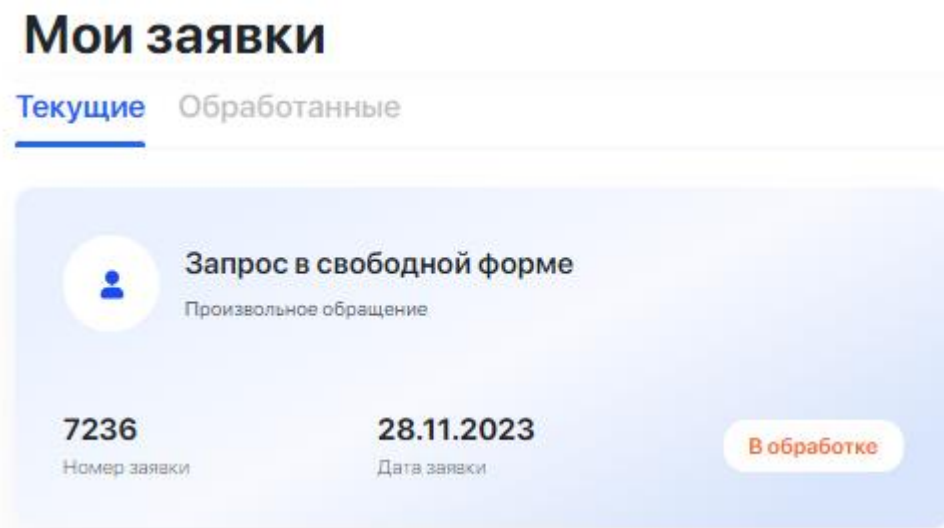 Мои заявки
Текущие Обработанные
Запрос в свободной форме
Произвольное обращение
7236 28.11.2023
В обработке
Номер заявки Дата заявки